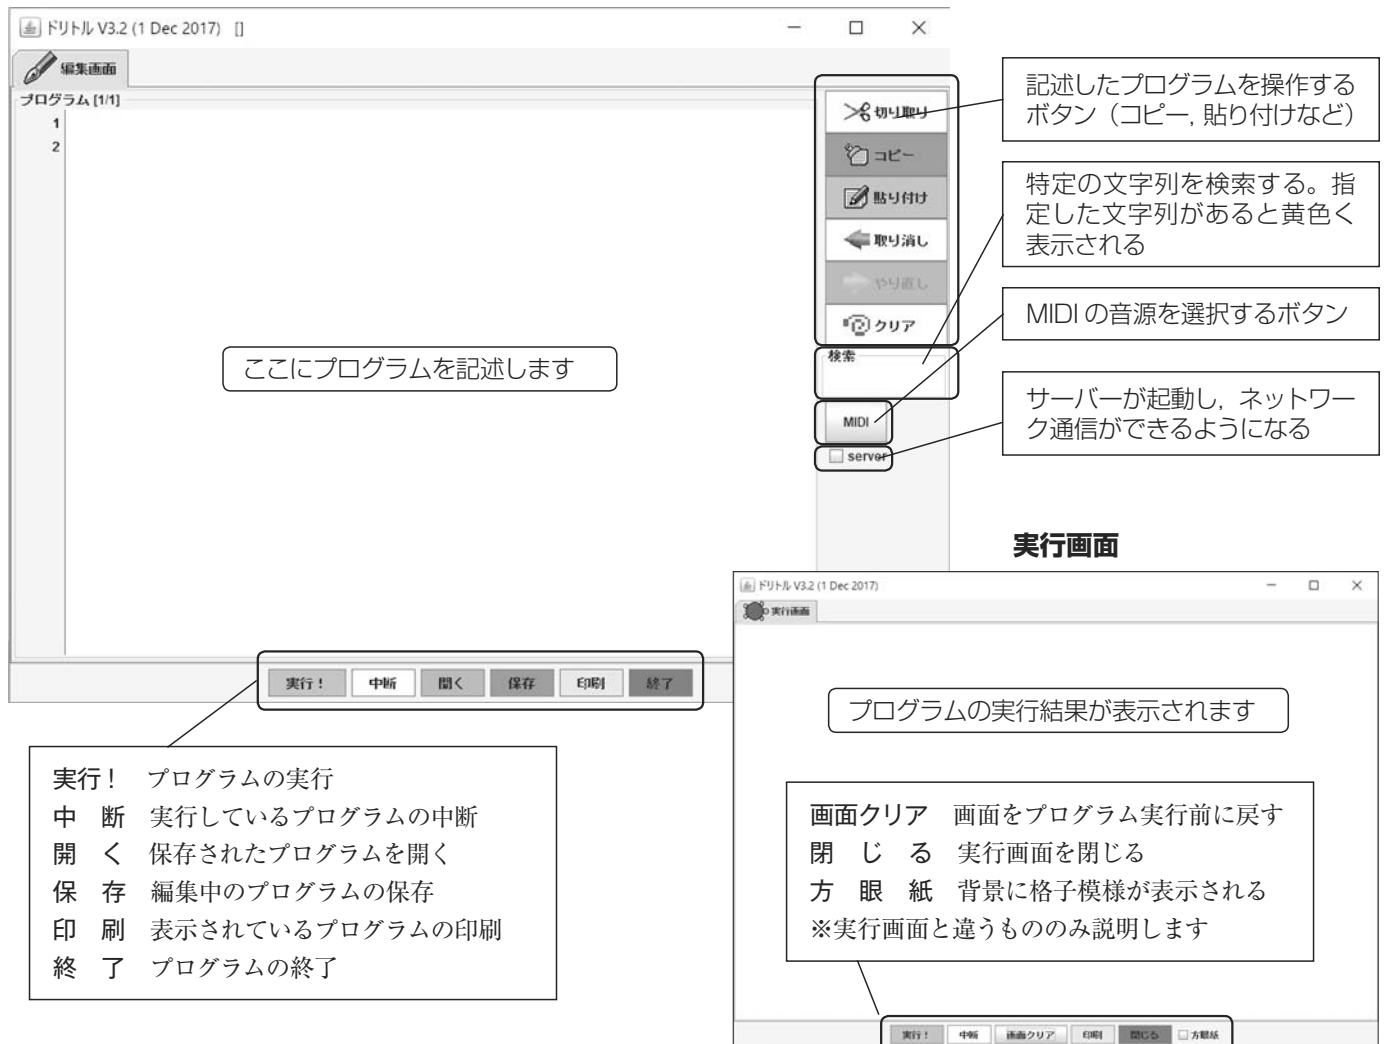 ドリトル V3.2 (1 Dec 2017) []
編集画面
プログラム [1/1]
1
2
ここにプログラムを記述します
切り取り
コピー
貼り付け
取り消し
やり直し
クリア
検索
MIDI
server
記述したプログラムを操作する
ボタン（コピー, 貼り付けなど）
特定の文字列を検索する。指
定した文字列があると黄色く
表示される
MIDI の音源を選択するボタン
サーバーが起動し, ネットワー
ク通信ができるようになる
実行！ 中断 開く 保存 印刷 終了
実行！ プログラムの実行
中 断 実行しているプログラムの中断
開 く 保存されたプログラムを開く
保 存 編集中のプログラムの保存
印 刷 表示されているプログラムの印刷
終 了 プログラムの終了
実行画面
ドリトル V3.2 (1 Dec 2017)
実行画面
プログラムの実行結果が表示されます
画面クリア 画面をプログラム実行前に戻す
閉 じ る 実行画面を閉じる
方 眼 紙 背景に格子模様が表示される
※実行画面と違うもののみ説明します
実行！ 中断 画面クリア 印刷 閉じる 方眼紙